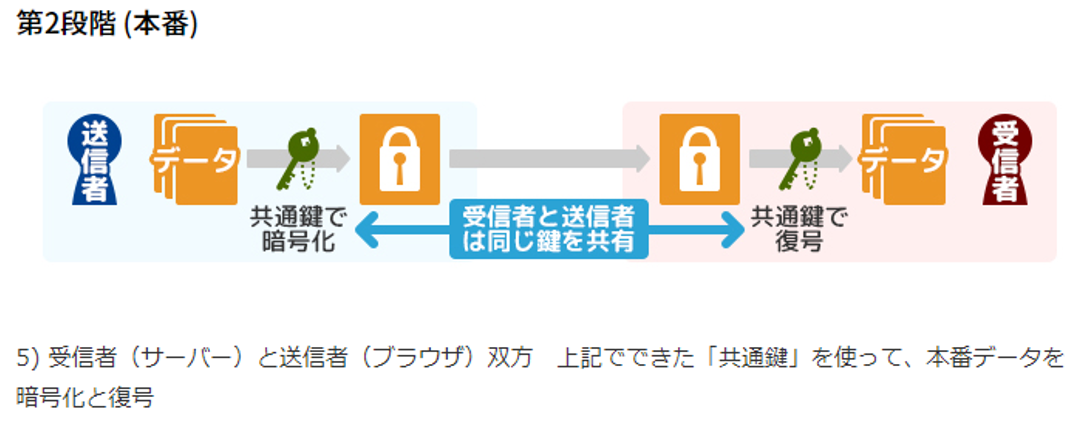 第2段階 (本番)
送信者
データ
共通鍵で
暗号化
受信者と送信者
は同じ鍵を共有
共通鍵で
復号
データ
受信者
5) 受信者（サーバー）と送信者（ブラウザ）双方　上記でできた「共通鍵」を使って、本番データを
暗号化と復号